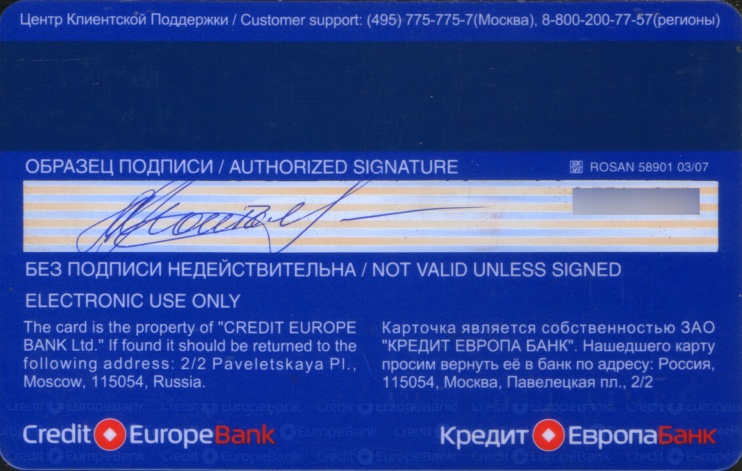 Центр Клиентской Поддержки / Customer support: (495) 775-775-7(Москва), 8-800-200-77-57(регионы)
ОБРАЗЕЦ ПОДПИСИ / AUTHORIZED SIGNATURE
ROSAN 58901 03/07
БЕЗ ПОДПИСИ НЕДЕЙСТВИТЕЛЬНА / NOT VALID UNLESS SIGNED
ELECTRONIC USE ONLY
The card is the property of "CREDIT EUROPE
BANK Ltd." If found it should be returned to the
following address: 2/2 Paveletskaya Pl.,
Moscow, 115054, Russia.
Карточка является собственностью ЗАО
"КРЕДИТ ЕВРОПА БАНК". Нашедшего карту
просим вернуть её в банк по адресу: Россия,
115054, Москва, Павелецкая пл., 2/2
Credit EuropeBank
Кредит ЕвропаБанк